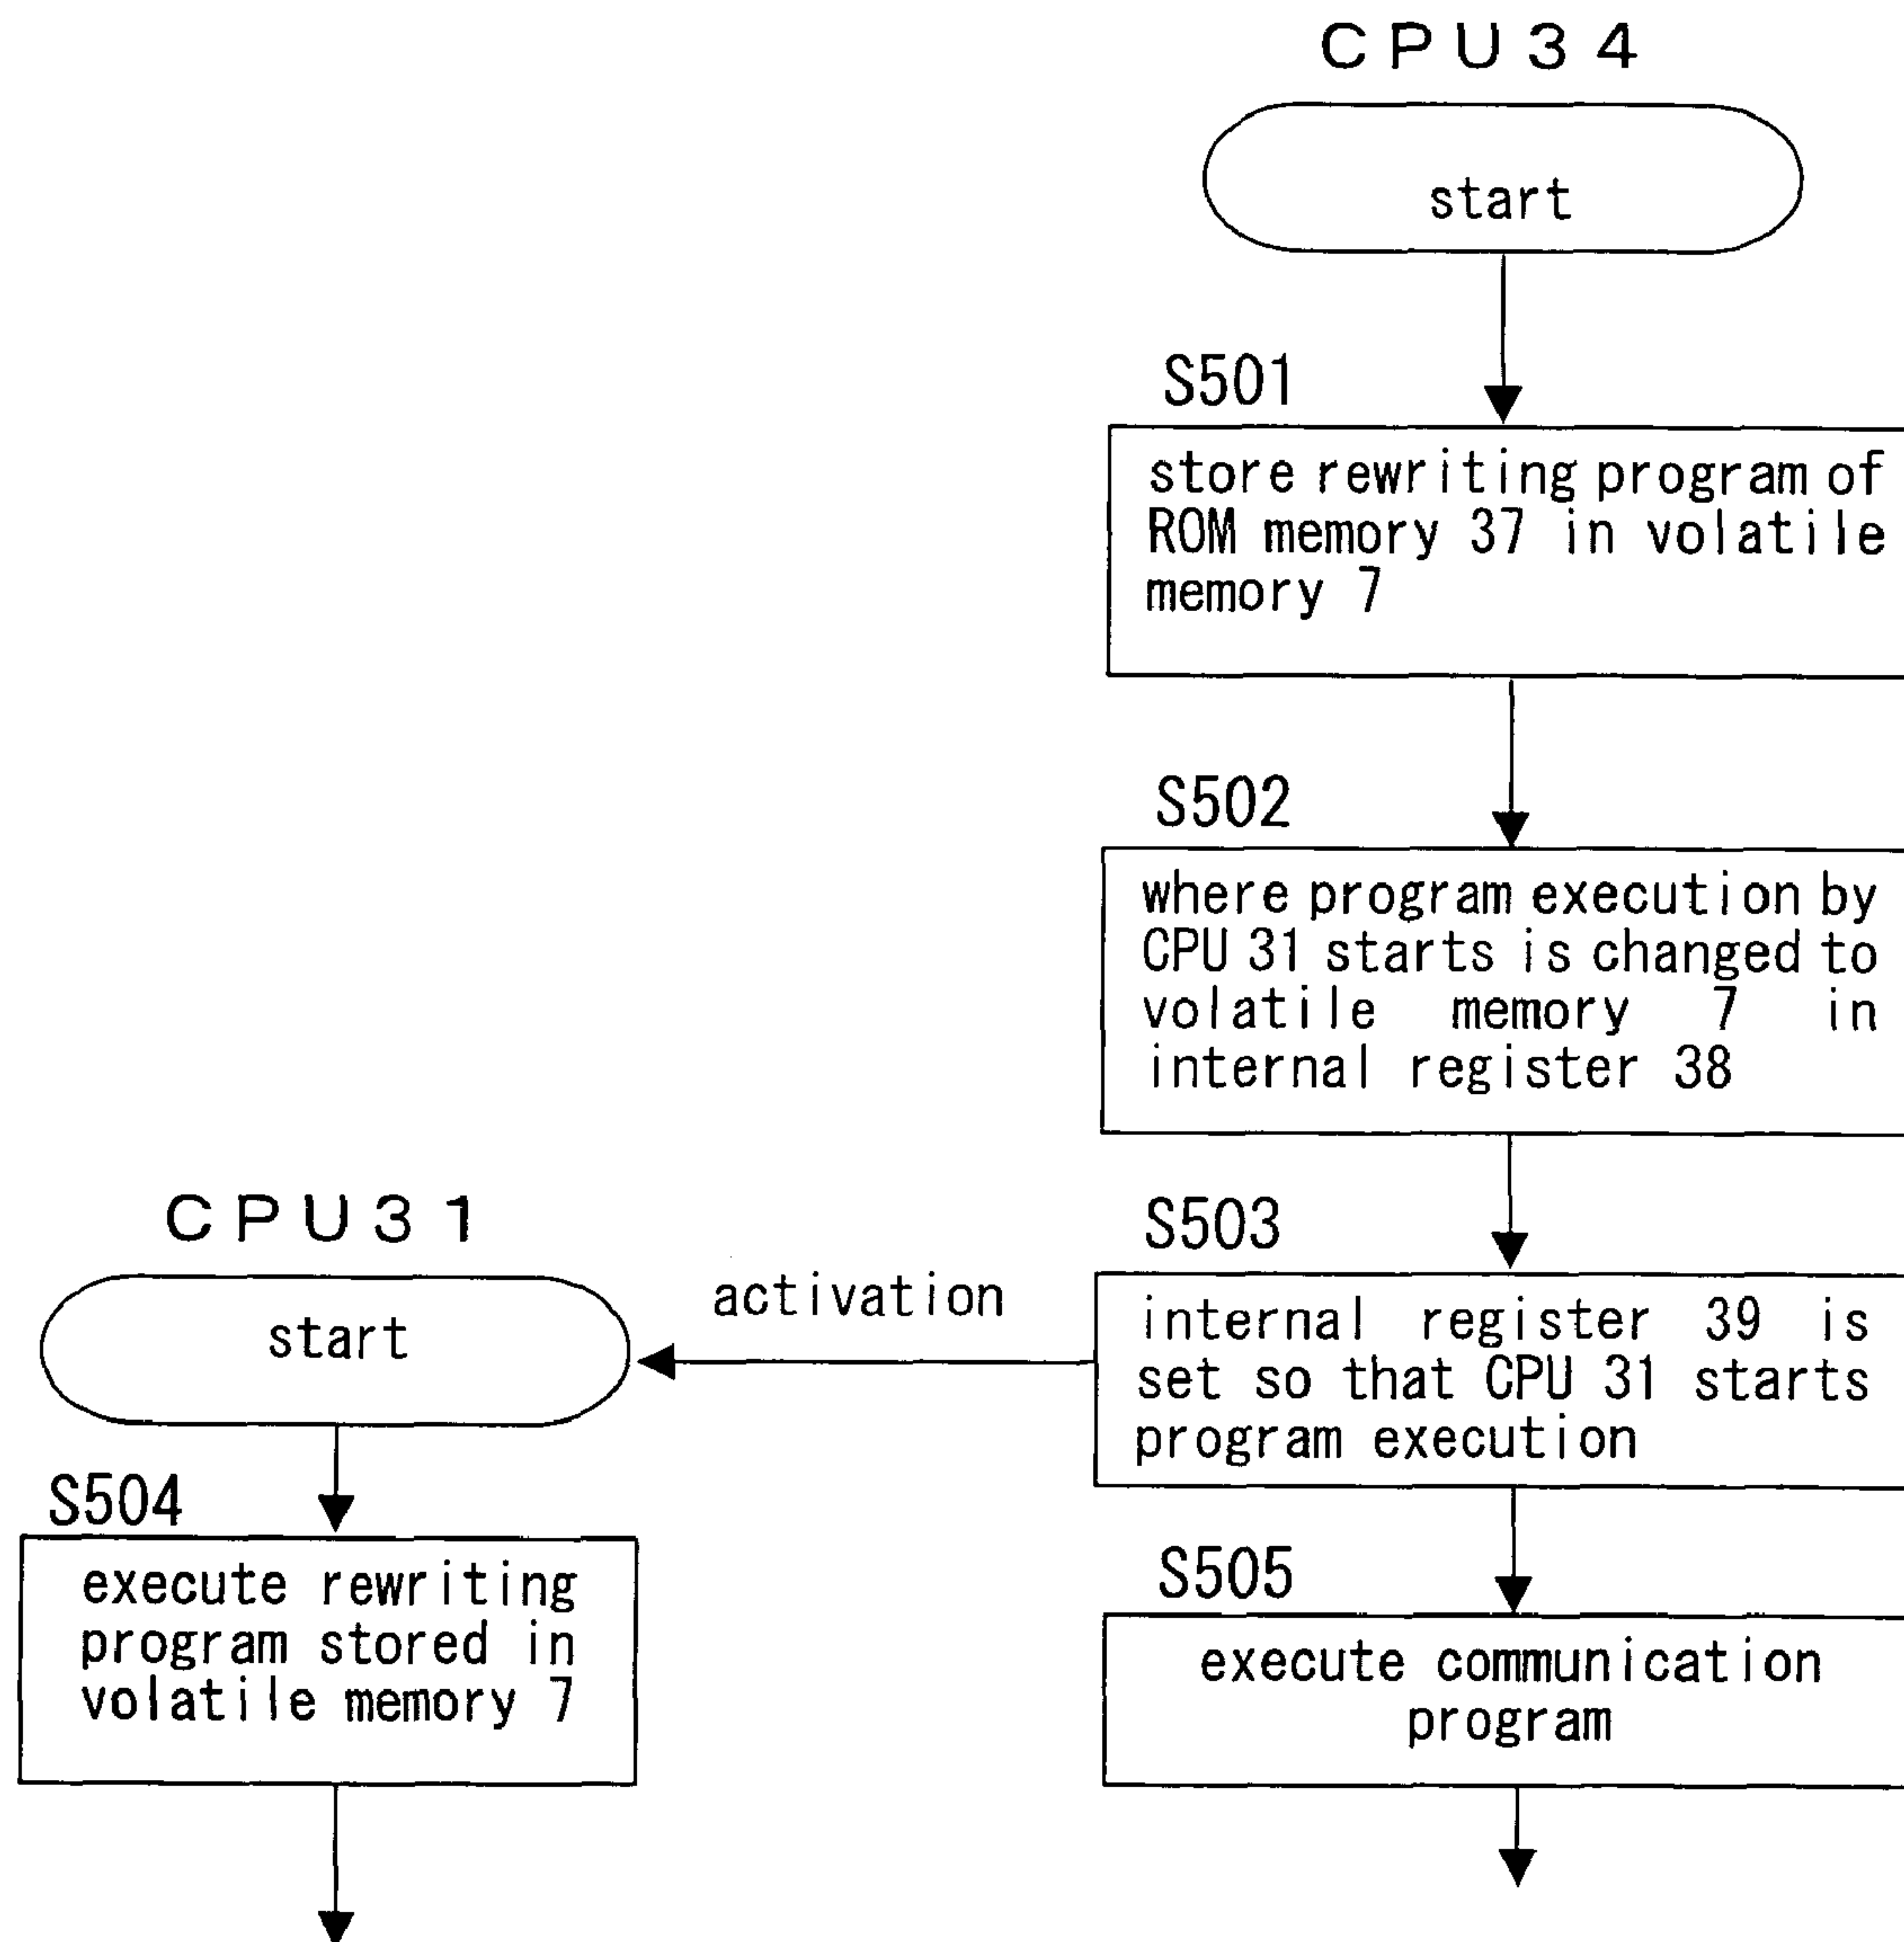 CPU34
start
S501
store rewriting program of
ROM memory 37 in volatile
memory 7
S502
where program execution by
CPU 31 starts is changed to
volatile memory 7 in
internal register 38
CPU31
start
activation
S503
internal register 39 is
set so that CPU 31 starts
program execution
S504
execute rewriting
program stored in
volatile memory 7
S505
execute communication
program